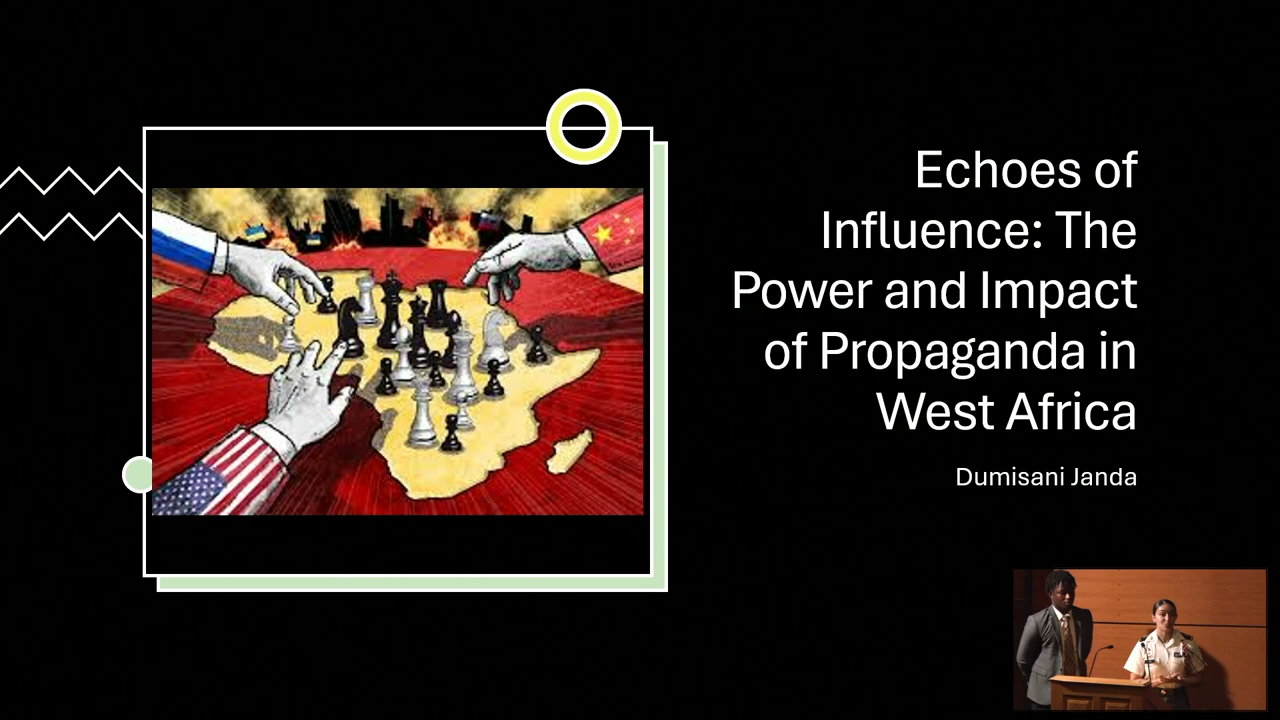 Echoes of
Influence: The
Power and Impact
of Propaganda in
West Africa
Dumisani Janda